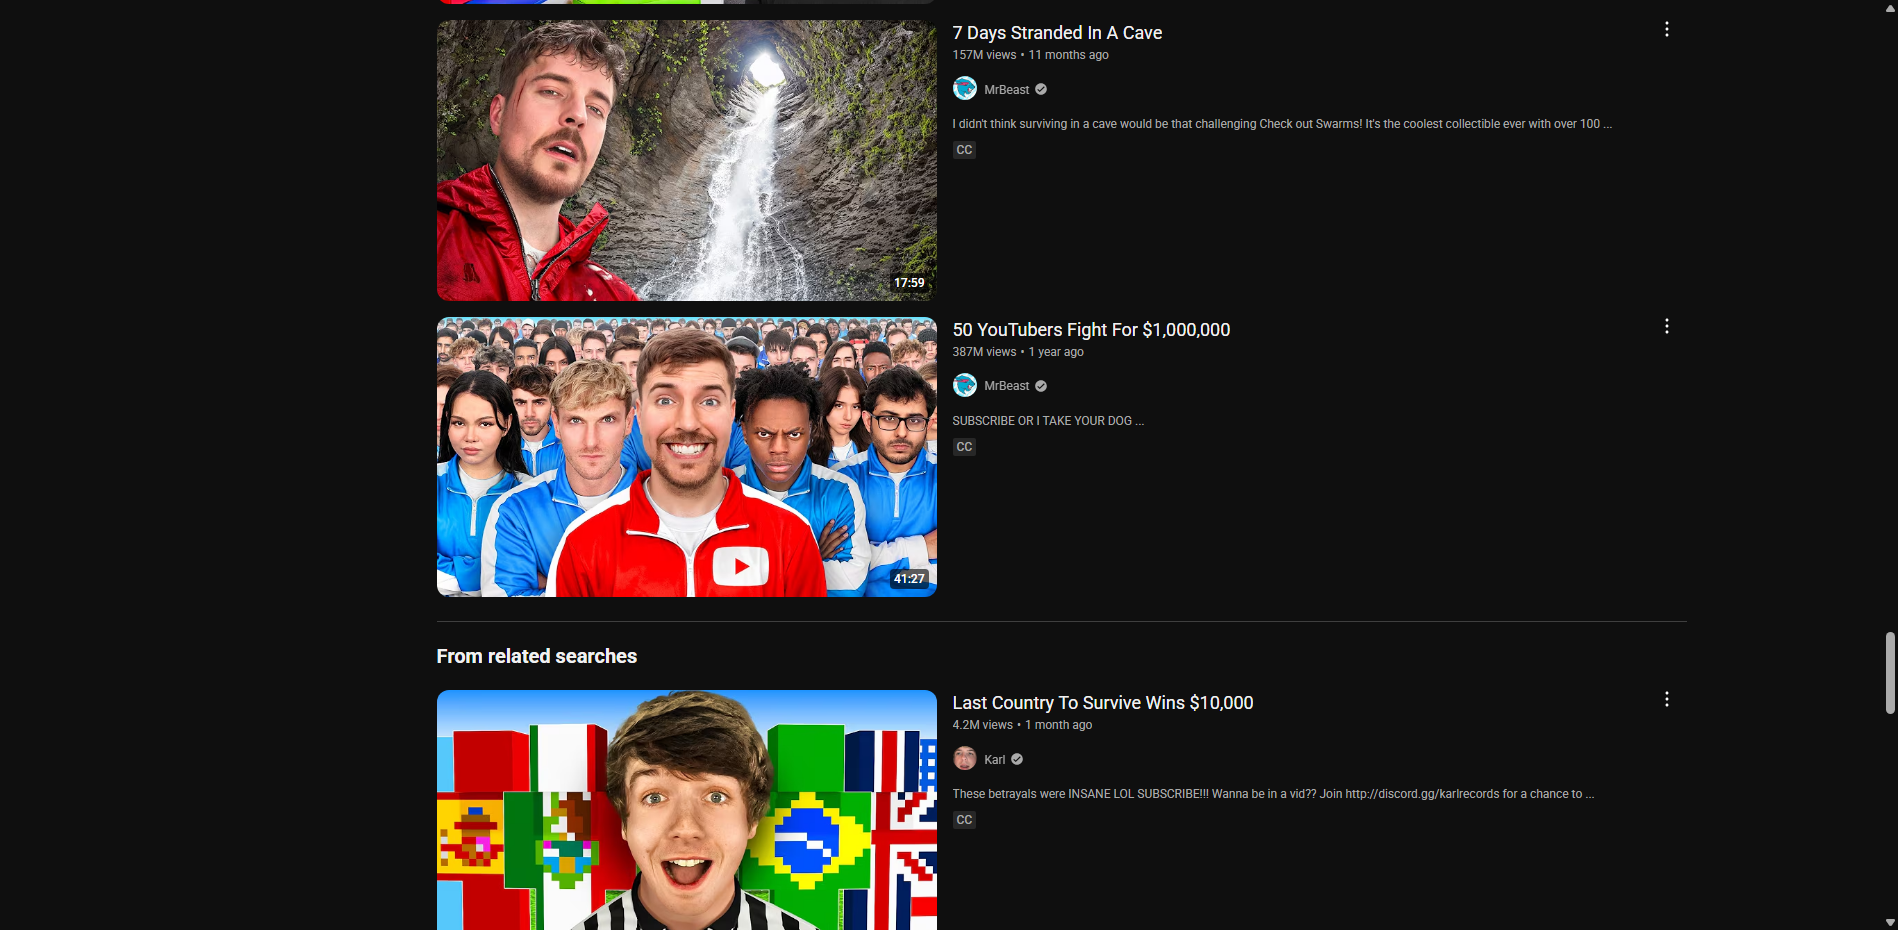 7 Days Stranded In A Cave
157M views • 11 months ago
MrBeast
I didn't think surviving in a cave would be that challenging Check out Swarms! It's the coolest collectible ever with over 100 ...
CC
17:59
50 YouTubers Fight For $1,000,000
387M views • 1 year ago
MrBeast
SUBSCRIBE OR I TAKE YOUR DOG ...
CC
41:27
From related searches
Last Country To Survive Wins $10,000
4.2M views • 1 month ago
Karl
These betrayals were INSANE LOL SUBSCRIBE!!! Wanna be in a vid?? Join http://discord.gg/karlrecords for a chance to ...
CC